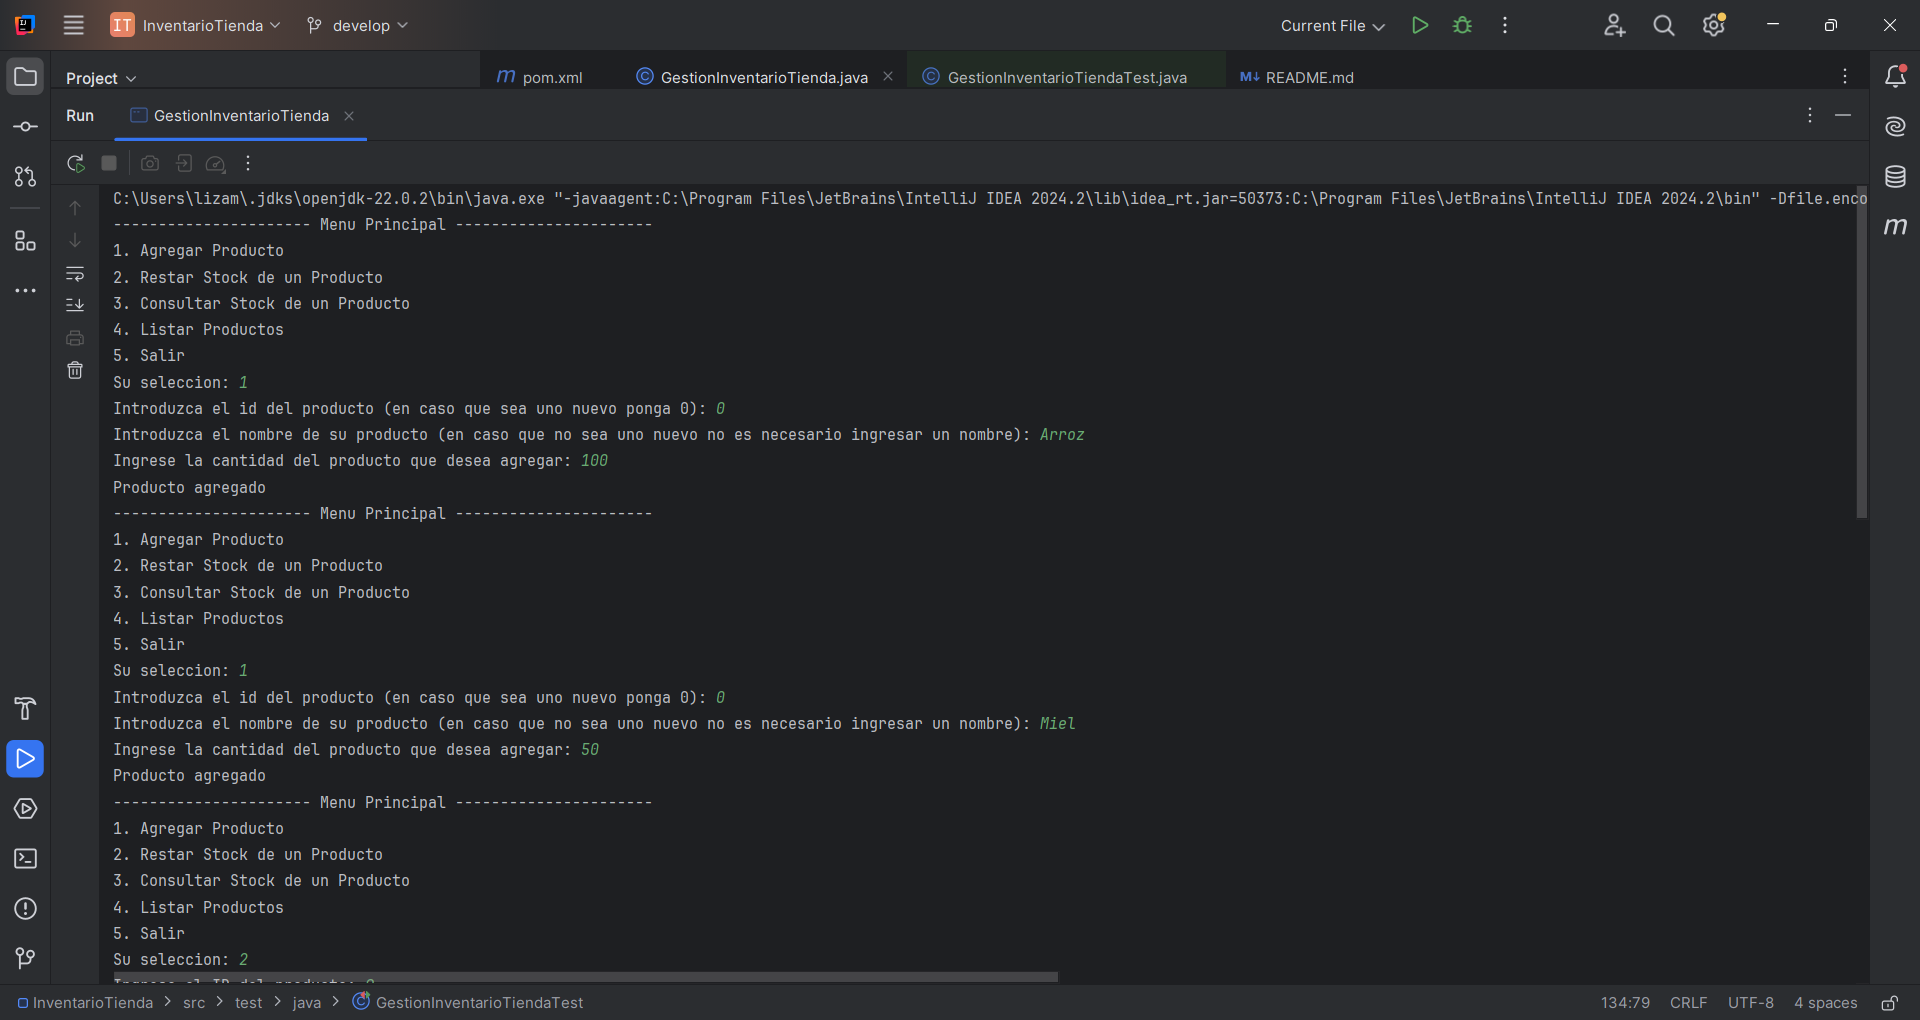 IT InventarioTienda develop Current File
Project pom.xml GestionInventarioTienda.java GestionInventarioTiendaTest.java M↓ README.md
Run GestionInventarioTienda
C:\Users\lizam\.jdks\openjdk-22.0.2\bin\java.exe "-javaagent:C:\Program Files\JetBrains\IntelliJ IDEA 2024.2\lib\idea_rt.jar=50373:C:\Program Files\JetBrains\IntelliJ IDEA 2024.2\bin" -Dfile.enco
---------------------- Menu Principal ----------------------
1. Agregar Producto
2. Restar Stock de un Producto
3. Consultar Stock de un Producto
4. Listar Productos
5. Salir
Su seleccion: 1
Introduzca el id del producto (en caso que sea uno nuevo ponga 0): 0
Introduzca el nombre de su producto (en caso que no sea uno nuevo no es necesario ingresar un nombre): Arroz
Ingrese la cantidad del producto que desea agregar: 100
Producto agregado
---------------------- Menu Principal ----------------------
1. Agregar Producto
2. Restar Stock de un Producto
3. Consultar Stock de un Producto
4. Listar Productos
5. Salir
Su seleccion: 1
Introduzca el id del producto (en caso que sea uno nuevo ponga 0): 0
Introduzca el nombre de su producto (en caso que no sea uno nuevo no es necesario ingresar un nombre): Miel
Ingrese la cantidad del producto que desea agregar: 50
Producto agregado
---------------------- Menu Principal ----------------------
1. Agregar Producto
2. Restar Stock de un Producto
3. Consultar Stock de un Producto
4. Listar Productos
5. Salir
Su seleccion: 2
InventarioTienda > src > test > java > GestionInventarioTiendaTest 134:79 CRLF UTF-8 4 spaces